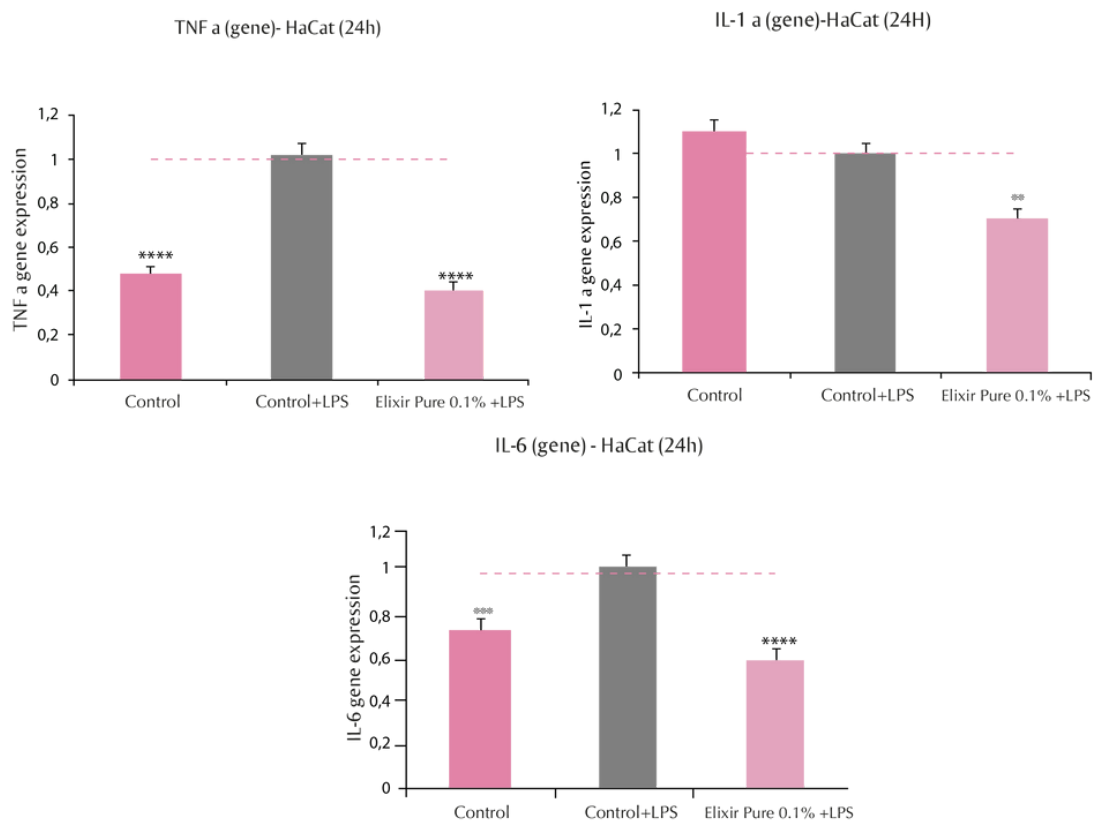 TNF a (gene)- HaCat (24h)
TNF a gene expression
1,2
1
0,8
0,6
0,4
0,2
0
****
****
Control
Control+LPS
Elixir Pure 0.1% +LPS
IL-1 a (gene)-HaCat (24H)
IL-1 a gene expression
1,2
1
0,8
0,6
0,4
0,2
0
**
Control
Control+LPS
Elixir Pure 0.1% +LPS
IL-6 (gene) - HaCat (24h)
IL-6 gene expression
1,2
1
0,8
0,6
0,4
0,2
0
***
****
Control
Control+LPS
Elixir Pure 0.1% +LPS